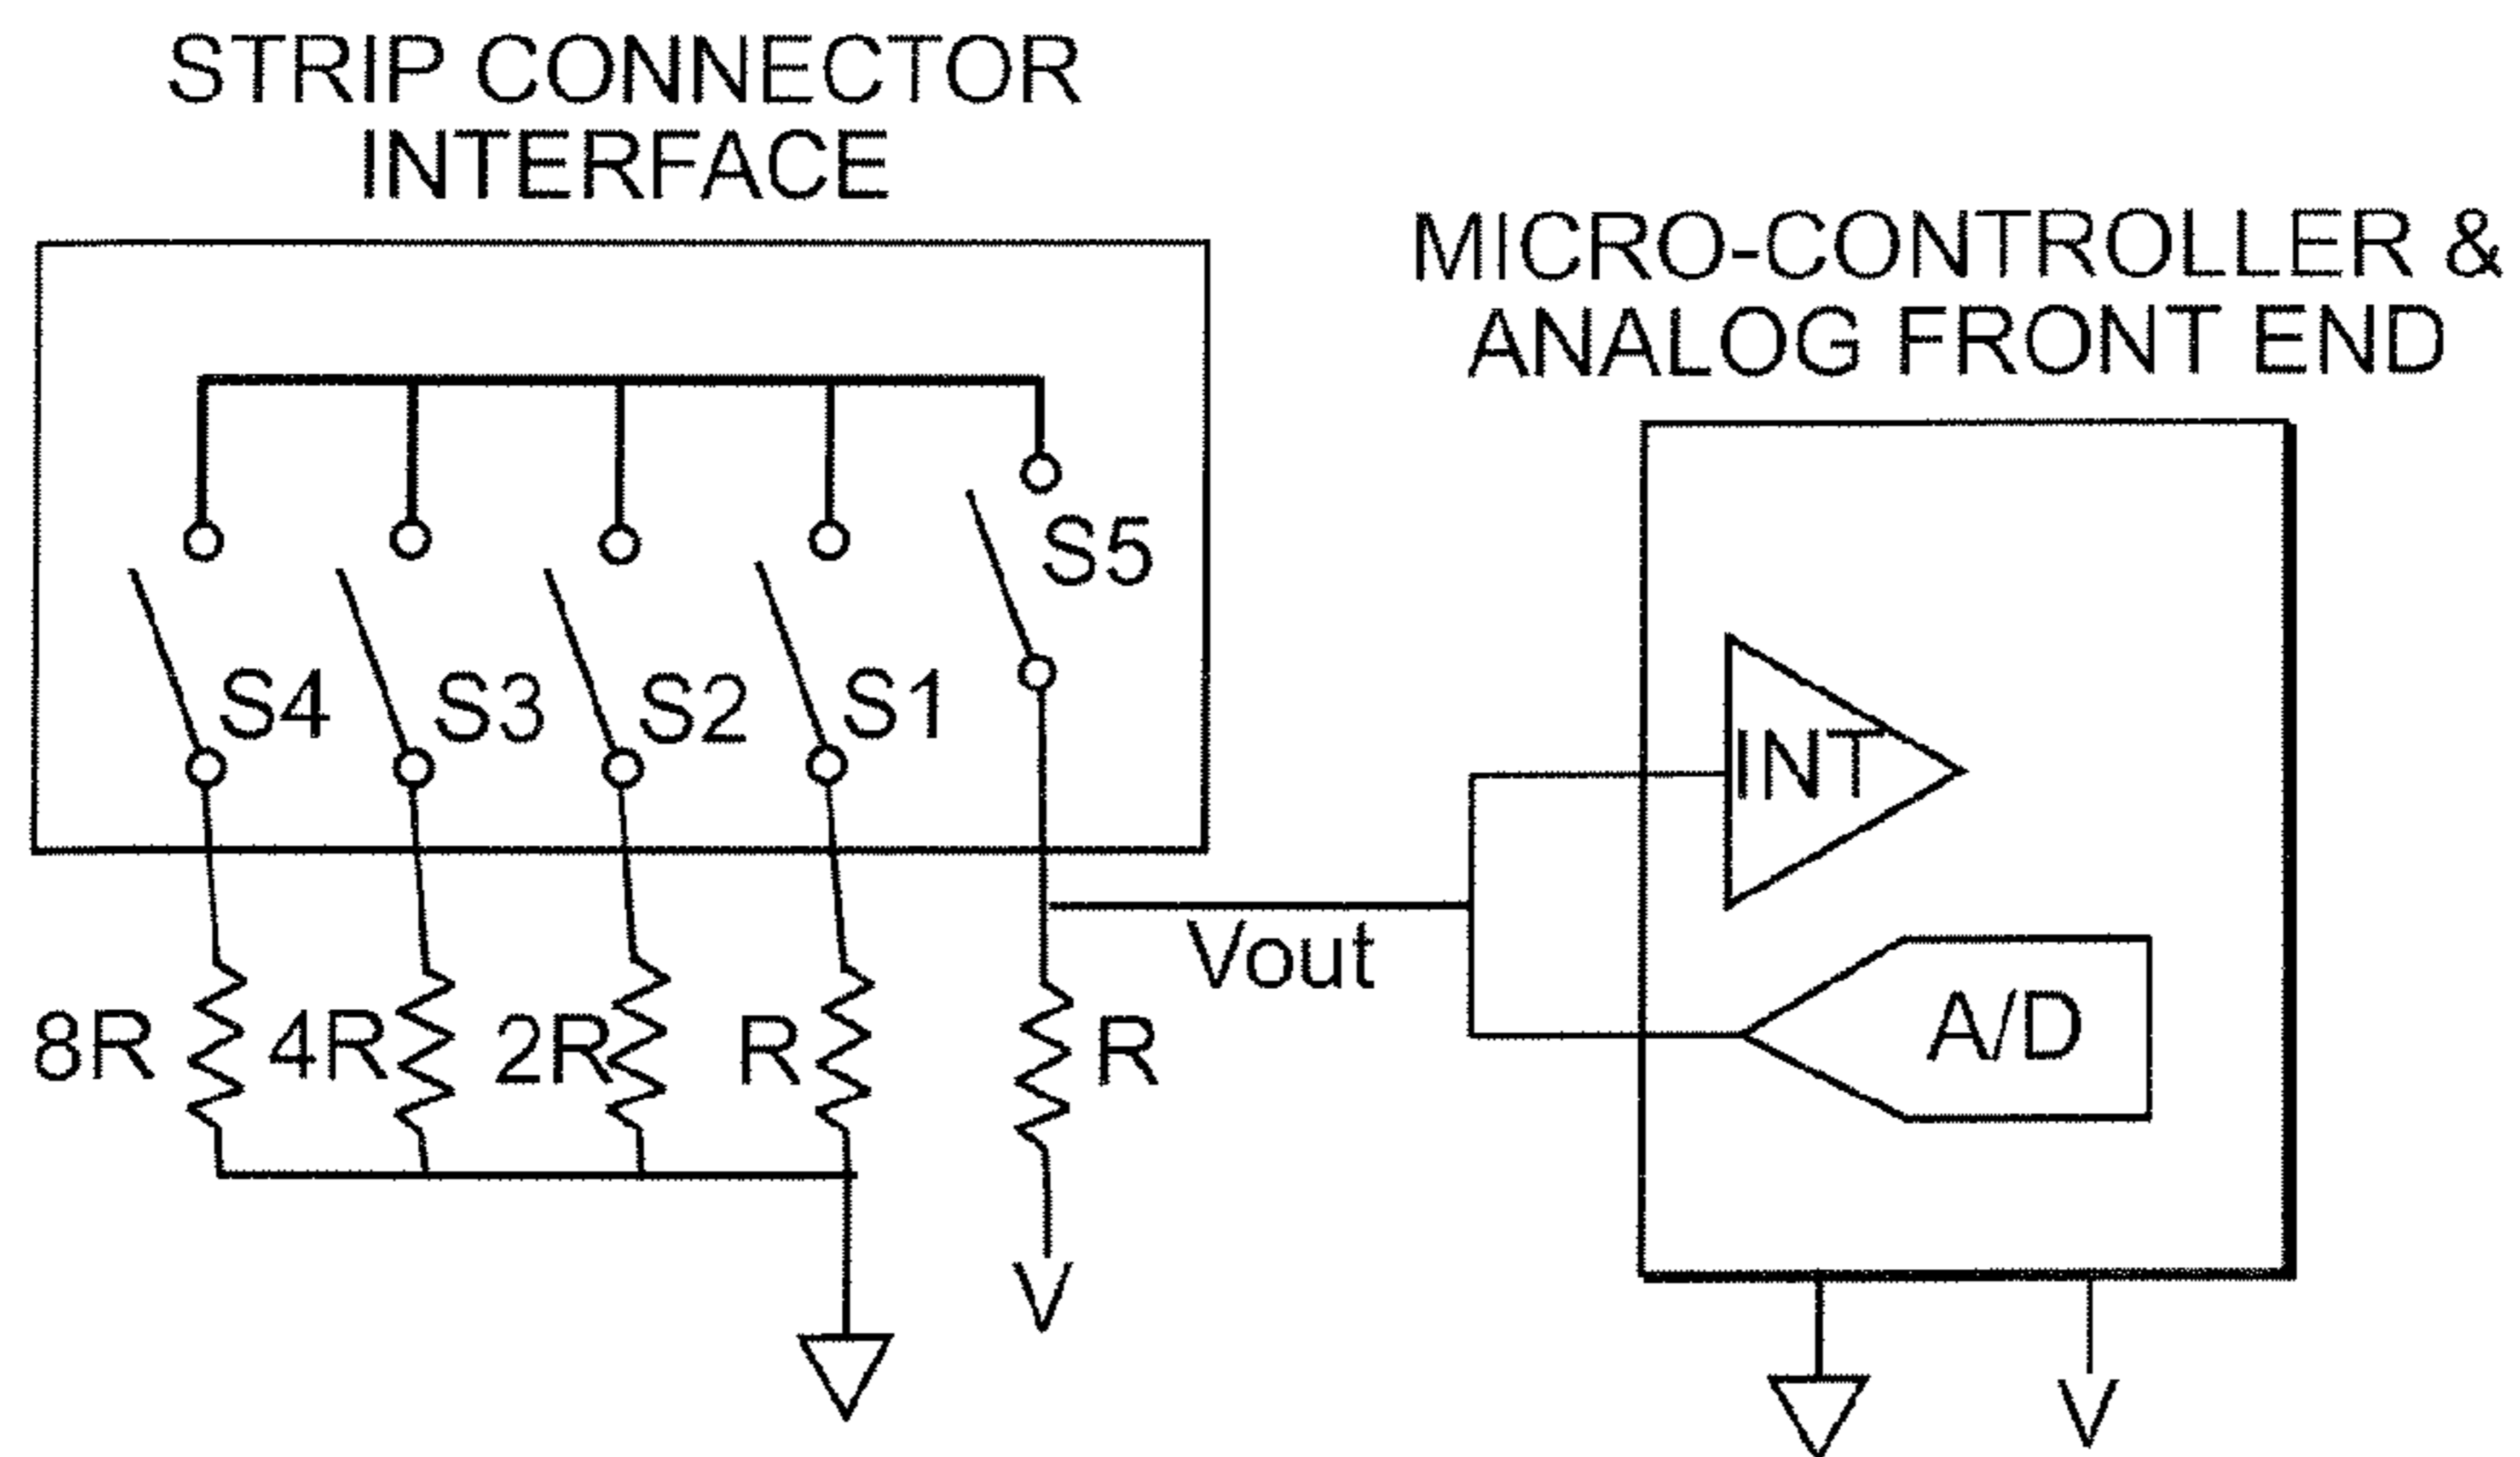 STRIP CONNECTOR
INTERFACE
MICRO-CONTROLLER &
ANALOG FRONT END
S5
S4
S3
S2
S1
INT
Vout
8R
4R
2R
R
R
A/D
V
V